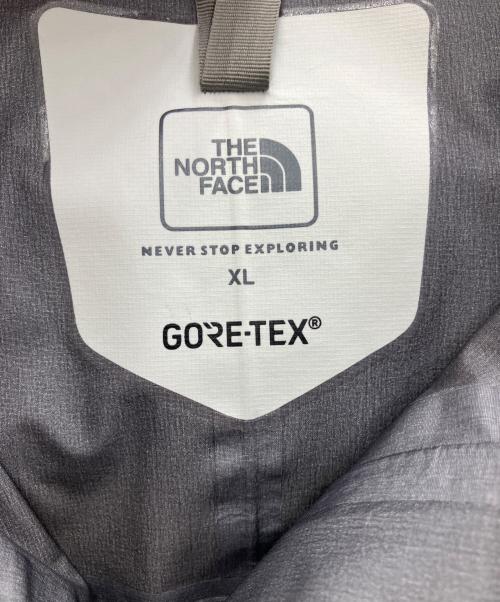 THE
NORTH
FACE
NEVER STOP EXPLORING
XL
GORE-TEX®